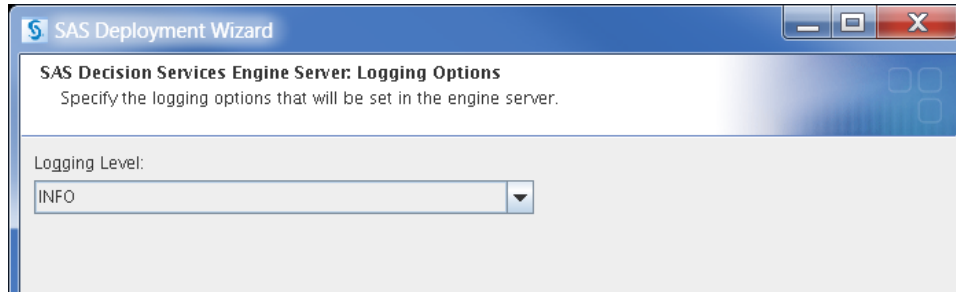 SAS Deployment Wizard
SAS Decision Services Engine Server: Logging Options
Specify the logging options that will be set in the engine server.
Logging Level:
INFO